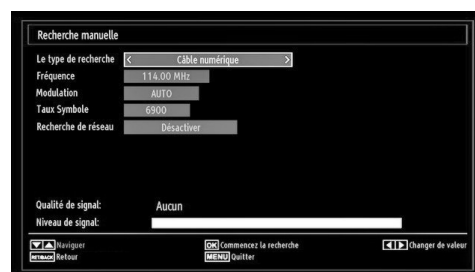 Recherche manuelle
Le type de recherche < Câble numérique >
Fréquence 114.00 MHz
Modulation AUTO
Taux Symbole 6900
Recherche de réseau Désactiver
Qualité de signal: Aucun
Niveau de signal:
Naviguer OK Commencez la recherche Changer de valeur
RET/BACK Retour MENU Quitter